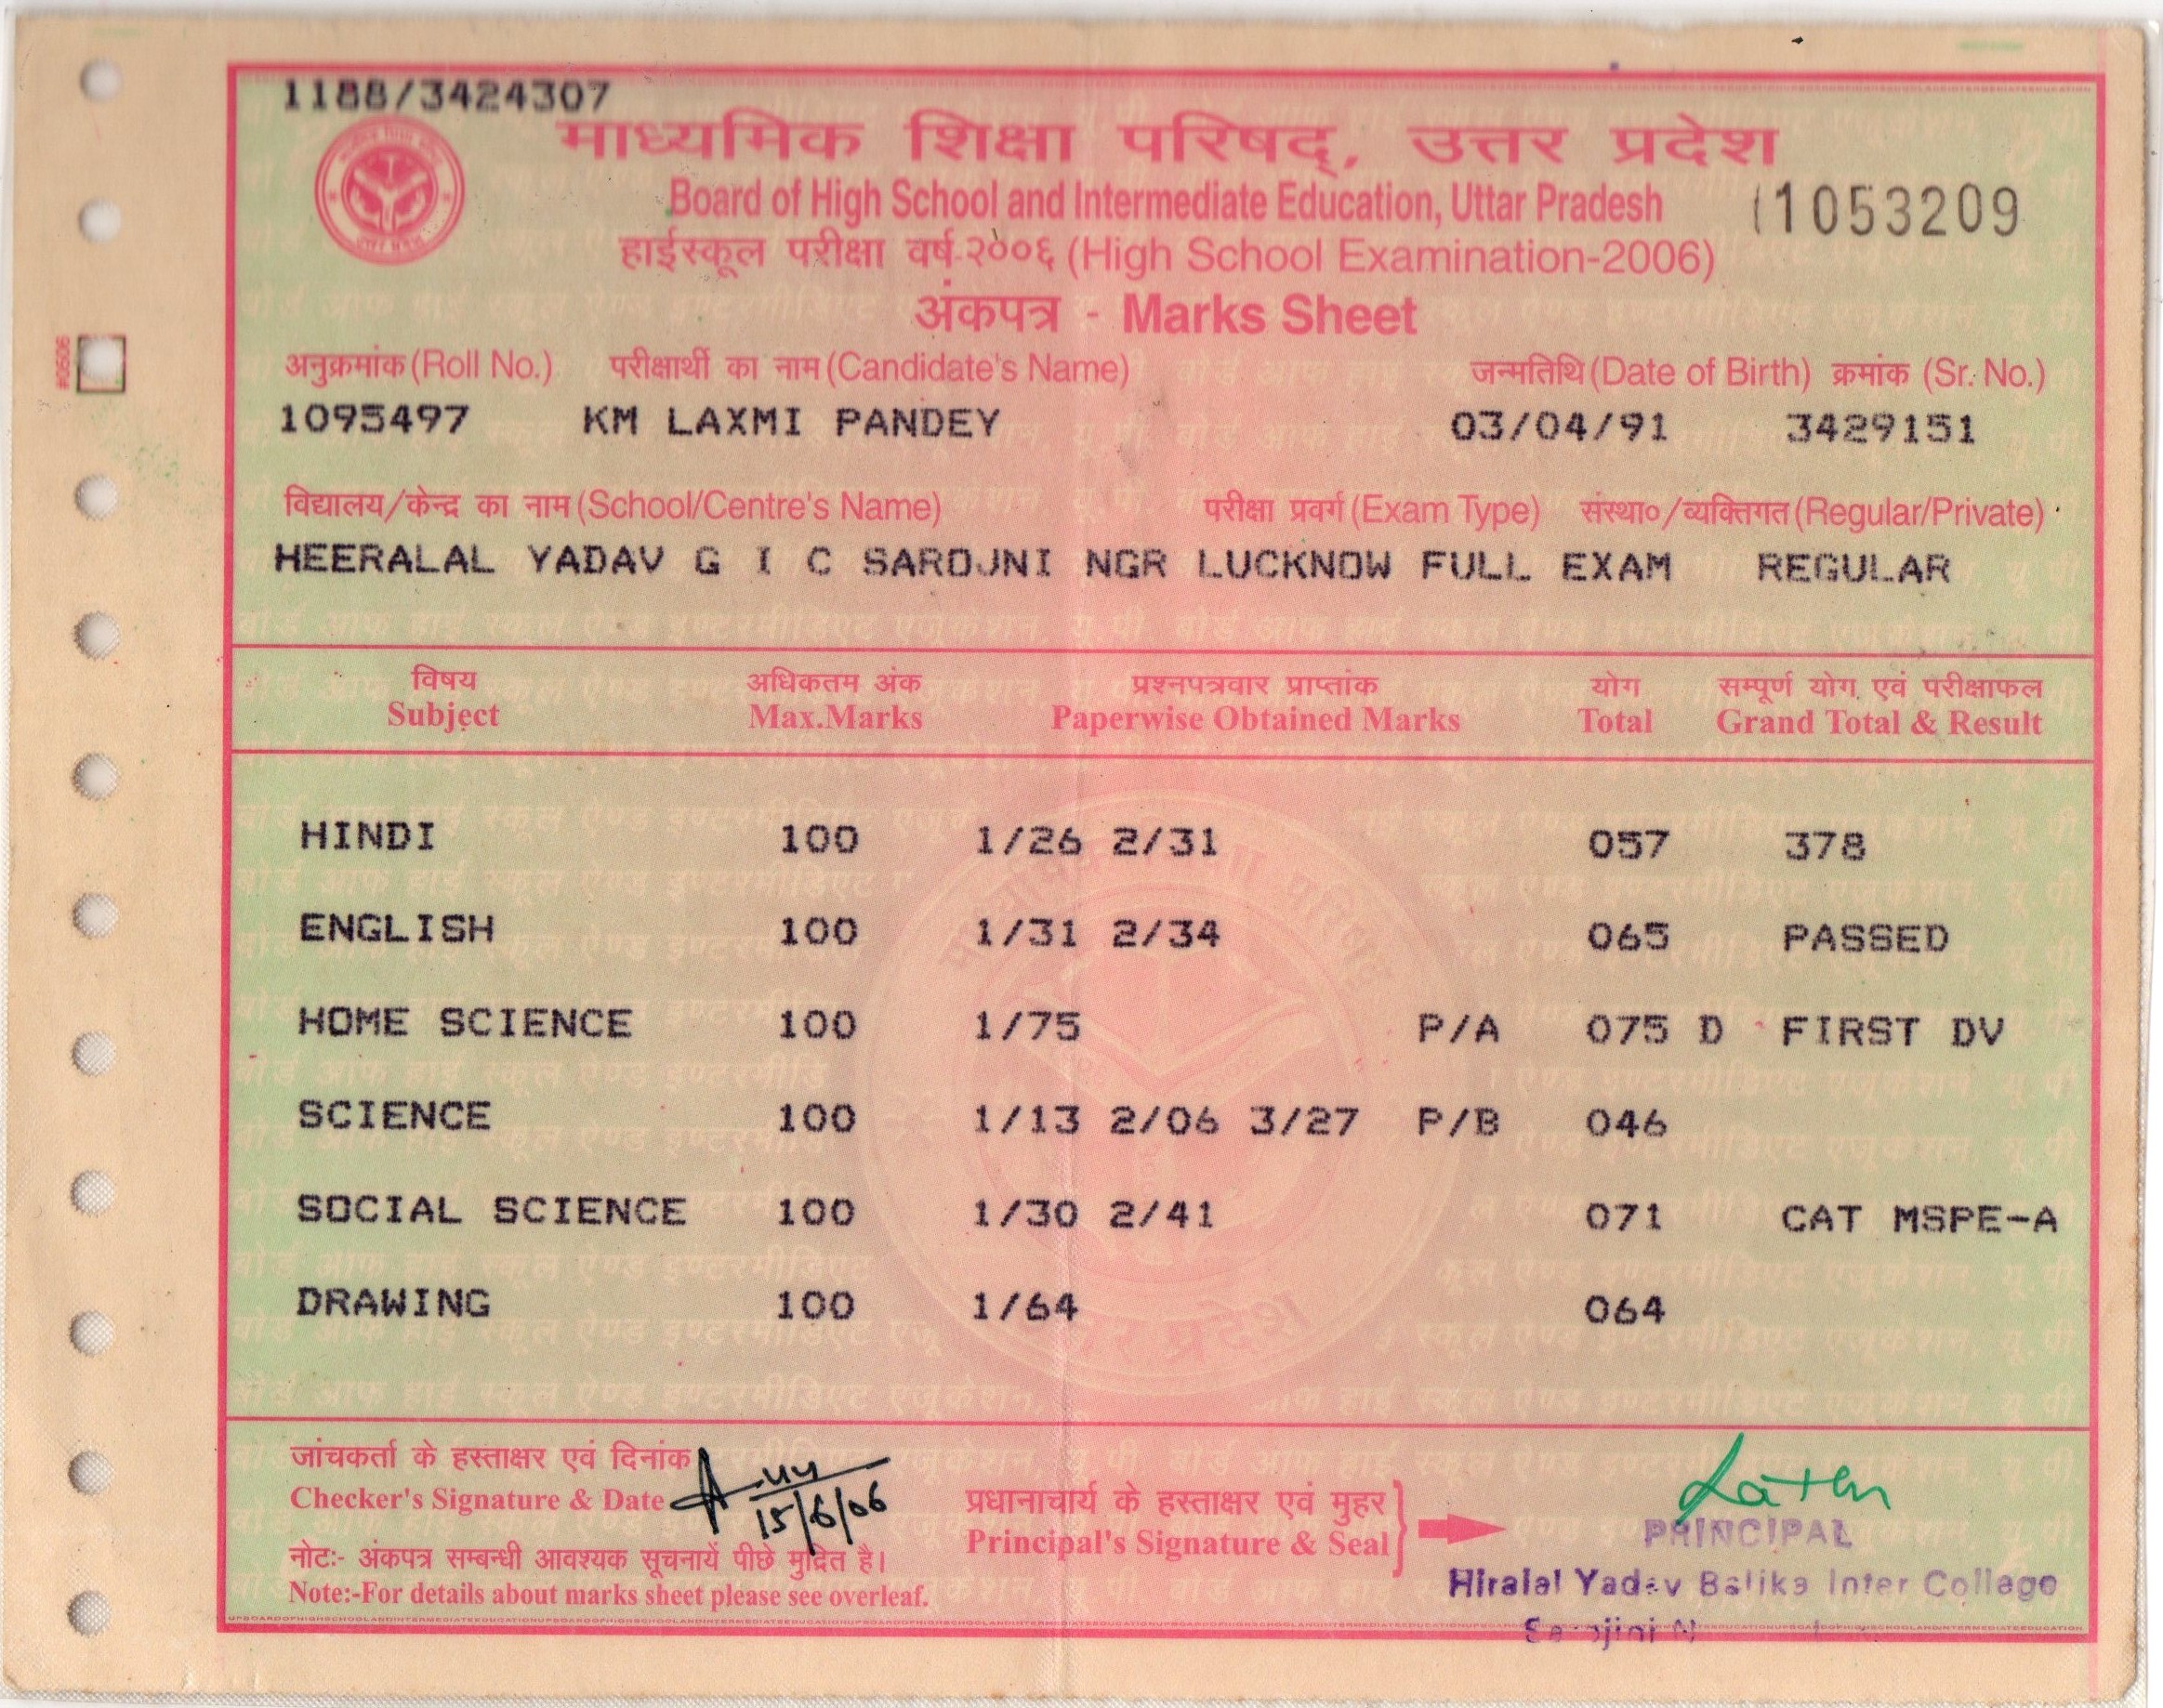 1188/3424307
माध्यमिक शिक्षा परिषद्, उत्तर प्रदेश
Board of High School and Intermediate Education, Uttar Pradesh
11053209
हाईस्कूल परीक्षा वर्ष-२००६ (High School Examination-2006)
अंकपत्र - Marks Sheet
अनुक्रमांक (Roll No.) परीक्षार्थी का नाम (Candidate's Name) जन्मतिथि (Date of Birth) क्रमांक (Sr. No.)
1095497 KM LAXMI PANDEY 03/04/91 3429151
विद्यालय/केन्द्र का नाम (School/Centre's Name) परीक्षा प्रवर्ग (Exam Type) संस्था०/व्यक्तिगत (Regular/Private)
HEERALAL YADAV G I C SAROJNI NGR LUCKNOW FULL EXAM REGULAR
विषय अधिकतम अंक प्रश्नपत्रवार प्राप्तांक योग सम्पूर्ण योग एवं परीक्षाफल
Subject Max.Marks Paperwise Obtained Marks Total Grand Total & Result
HINDI 100 1/26 2/31 057 378
ENGLISH 100 1/31 2/34 065 PASSED
HOME SCIENCE 100 1/75 P/A 075 D FIRST DV
SCIENCE 100 1/13 2/06 3/27 P/B 046
SOCIAL SCIENCE 100 1/30 2/41 071 CAT MSPE-A
DRAWING 100 1/64 064
जांचकर्ता के हस्ताक्षर एवं दिनांक
Checker's Signature & Date 15/6/06
प्रधानाचार्य के हस्ताक्षर एवं मुहर
Principal's Signature & Seal
नोटः- अंकपत्र सम्बन्धी आवश्यक सूचनायें पीछे मुद्रित है।
Note:-For details about marks sheet please see overleaf.
PRINCIPAL
Hiralal Yadav Balika Inter College